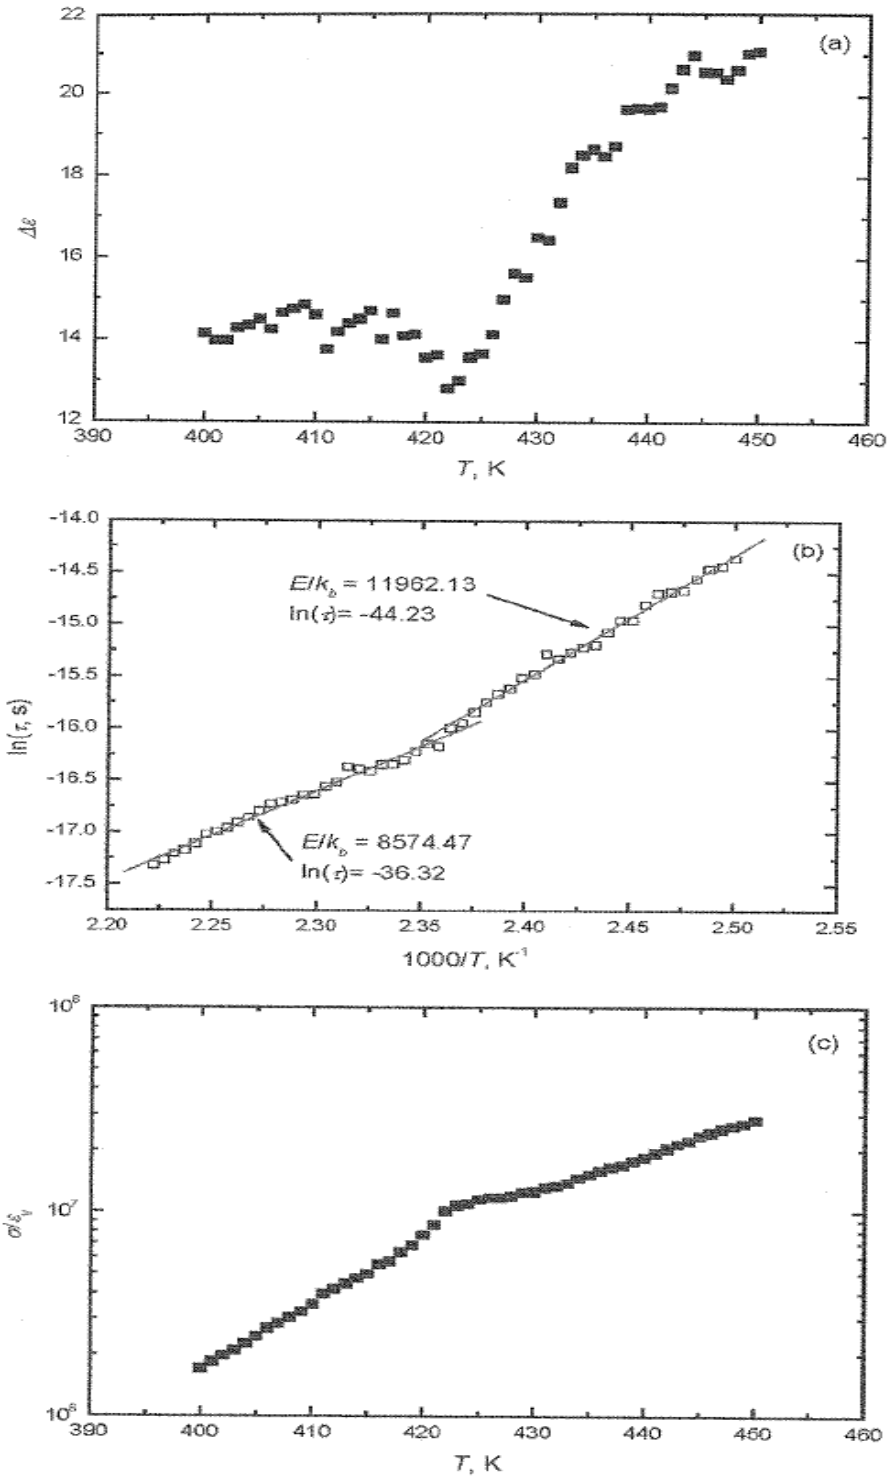 22
(a)
20
18
Δε
16
14
12
390 400 410 420 430 440 450 460
T, K
-14.0
(b)
-14.5
E/k_b = 11962.13
-15.0
ln(τ)= -44.23
-15.5
ln(τ, s)
-16.0
-16.5
E/k_b = 8574.47
-17.0
ln(τ)= -36.32
-17.5
2.20 2.25 2.30 2.35 2.40 2.45 2.50 2.55
1000/T, K⁻¹
10⁸
(c)
10⁷
10⁶
390 400 410 420 430 440 450 460
T, K